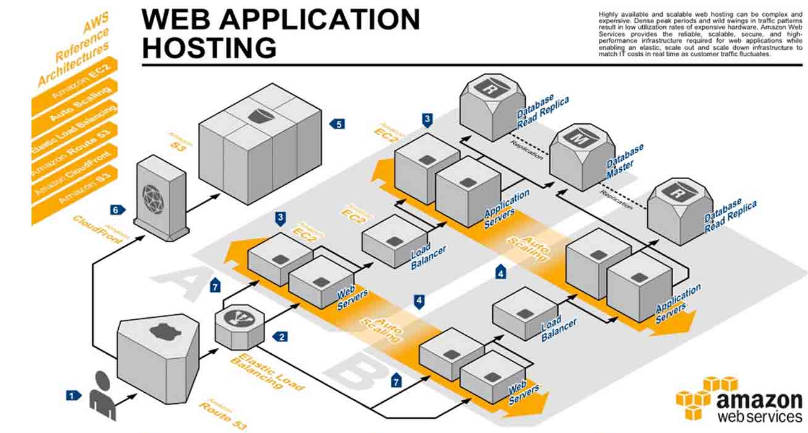 AWS
Reference
Architectures
Amazon EC2
Auto Scaling
Elastic Load Balancing
Amazon Route 53
Amazon CloudFront
Amazon S3
WEB APPLICATION
HOSTING
Highly available and scalable web hosting can be complex and
expensive. Dense peak periods and wild swings in traffic patterns
result in low utilization rates of expensive hardware. Amazon Web
Services provides the reliable, scalable, secure, and high-
performance infrastructure required for web applications while
enabling an elastic, scale out and scale down infrastructure to
match IT costs in real time as customer traffic fluctuates.
R
Database
Read Replica
Replication
M
Database
Master
Replication
R
Database
Read Replica
Amazon
S3
5
3
Amazon
EC2
Application
Servers
6
Amazon
CloudFront
3
Amazon
EC2
Amazon
EC2
Load
Balancer
Auto
Scaling
4
Application
Servers
A
7
Web
Servers
4
Auto
Scaling
Load
Balancer
2
Elastic Load
Balancing
B
7
Web
Servers
1
Amazon
Route 53
amazon
web services